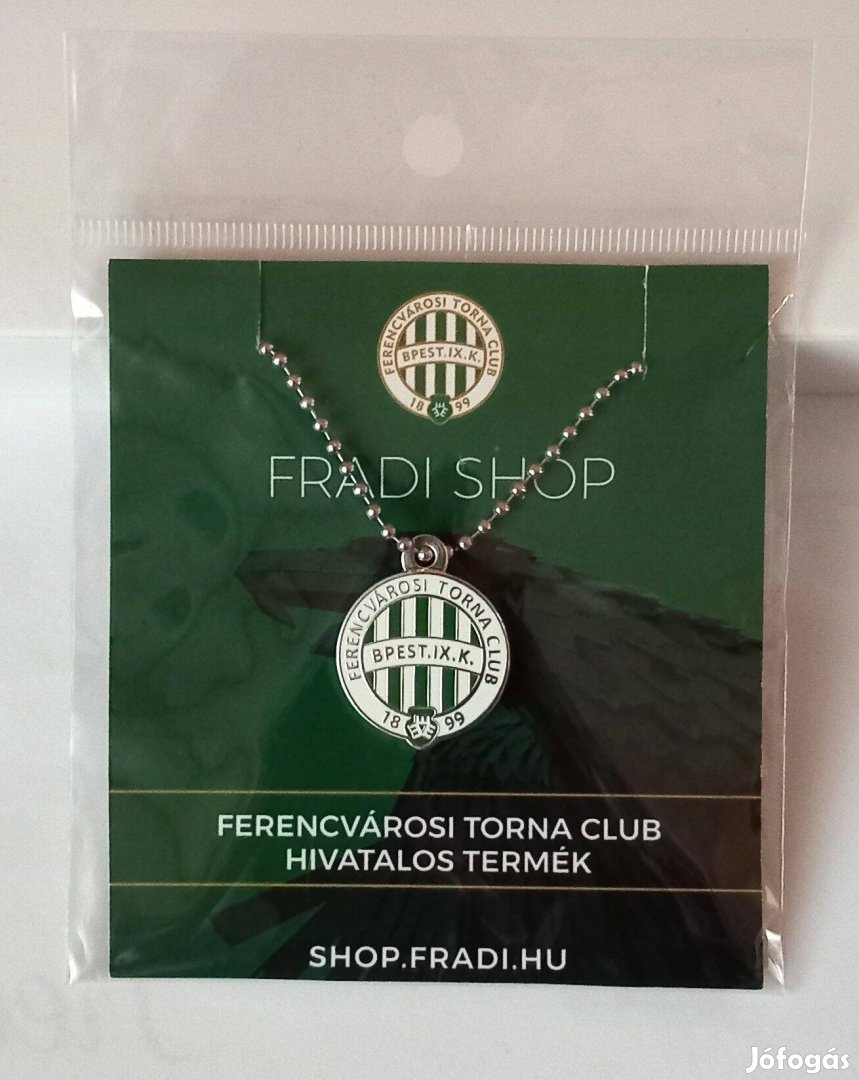 FERENCVÁROSI TORNA CLUB
BPEST.IX.K.
18 99
FRADI SHOP
FERENCVÁROSI TORNA CLUB
BPEST.IX.K.
18 99
FERENCVÁROSI TORNA CLUB
HIVATALOS TERMÉK
SHOP.FRADI.HU
Jófogás